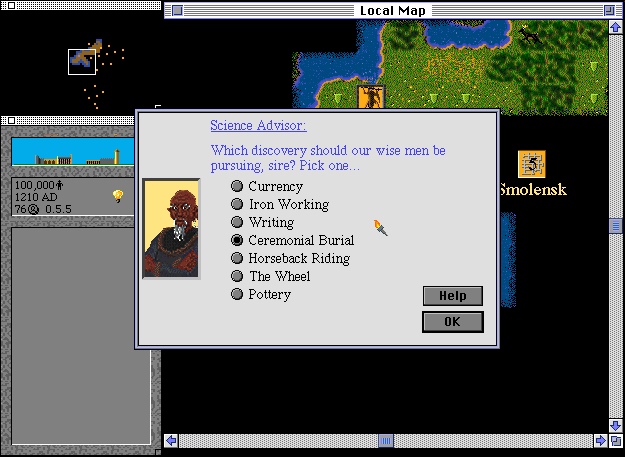 Local Map
Science Advisor:
Which discovery should our wise men be
pursuing, sire? Pick one...
Currency
Iron Working
Writing
Ceremonial Burial
Horseback Riding
The Wheel
Pottery
Help
OK
100,000
1210 AD
76 0.5.5
5
Smolensk